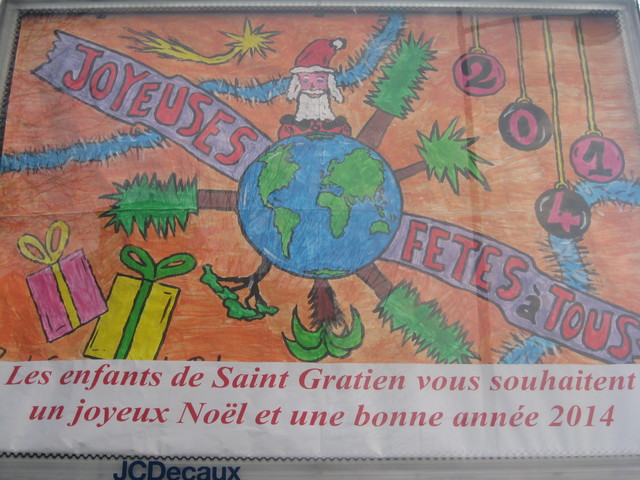 JOYEUSES
2
0
1
4
FETES à TOUS
Les enfants de Saint Gratien vous souhaitent
un joyeux Noël et une bonne année 2014
JCDecaux